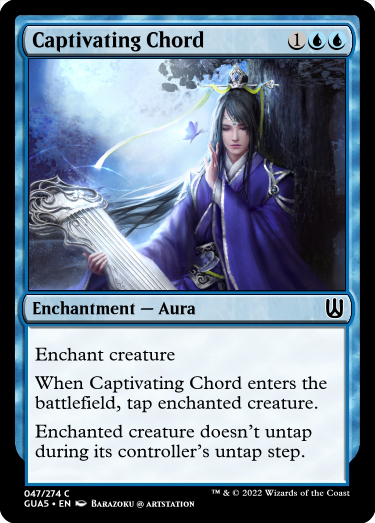 Captivating Chord 1
Enchantment — Aura
Enchant creature
When Captivating Chord enters the
battlefield, tap enchanted creature.
Enchanted creature doesn't untap
during its controller's untap step.
047/274 C
GUA5 • EN Barazoku @ artstation
™ & © 2022 Wizards of the Coast